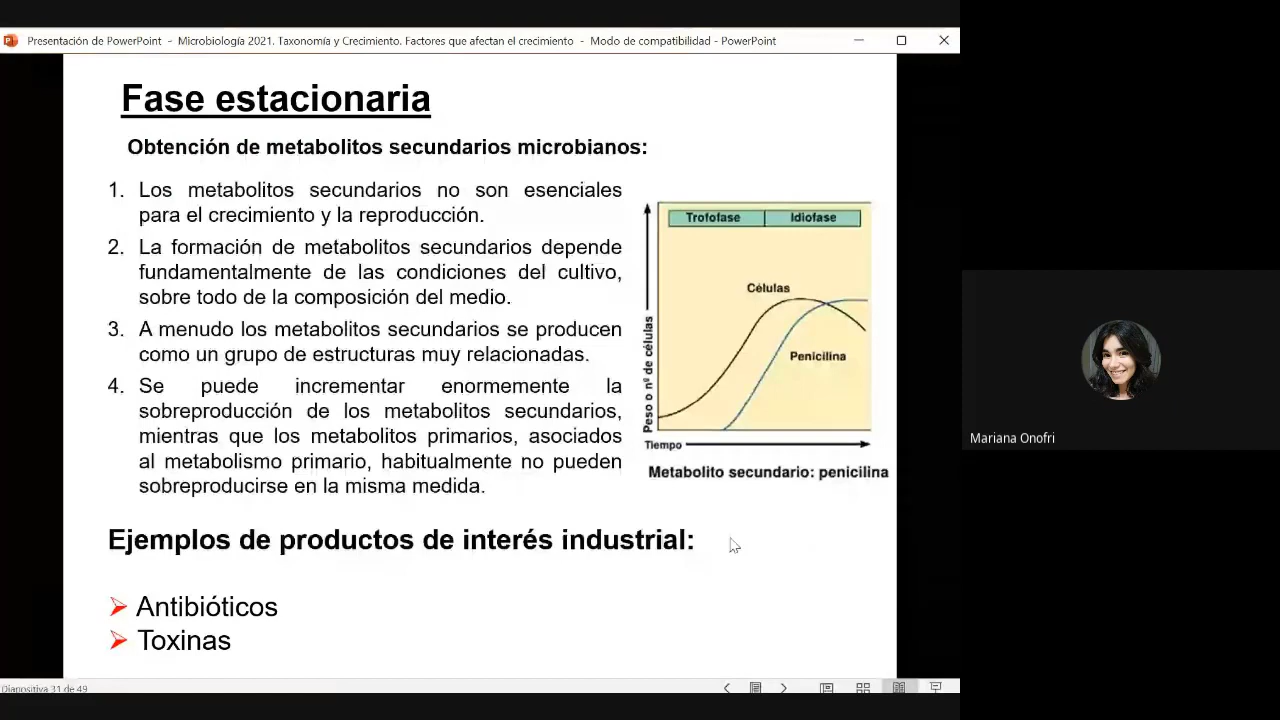 Presentación de PowerPoint - Microbiología 2021. Taxonomía y Crecimiento. Factores que afectan el crecimiento - Modo de compatibilidad - PowerPoint
Fase estacionaria
Obtención de metabolitos secundarios microbianos:
1. Los metabolitos secundarios no son esenciales
para el crecimiento y la reproducción.
2. La formación de metabolitos secundarios depende
fundamentalmente de las condiciones del cultivo,
sobre todo de la composición del medio.
3. A menudo los metabolitos secundarios se producen
como un grupo de estructuras muy relacionadas.
4. Se puede incrementar enormemente la
sobreproducción de los metabolitos secundarios,
mientras que los metabolitos primarios, asociados
al metabolismo primario, habitualmente no pueden
sobreproducirse en la misma medida.
Trofofase
Idiofase
Células
Penicilina
Peso o nº de células
Tiempo
Metabolito secundario: penicilina
Ejemplos de productos de interés industrial:
Antibióticos
Toxinas
Diapositiva 31 de 49
Mariana Onofri